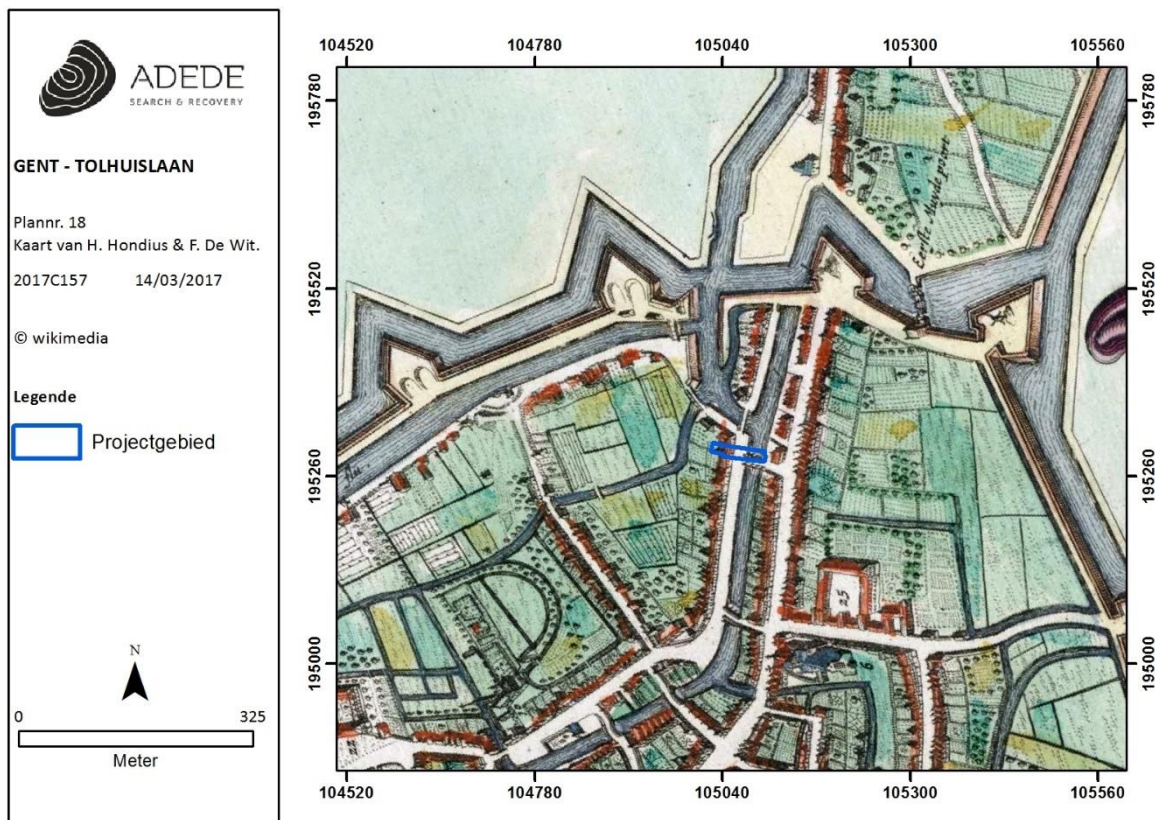 ADEDE
SEARCH & RECOVERY
GENT - TOLHUISLAAN
Plannr. 18
Kaart van H. Hondius & F. De Wit.
2017C157 14/03/2017
© wikimedia
Legende
Projectgebied
N
0 325
Meter
104520 104780 105040 105300 105560
195780 195780
195520 195520
195260 195260
195000 195000
25
6
104520 104780 105040 105300 105560